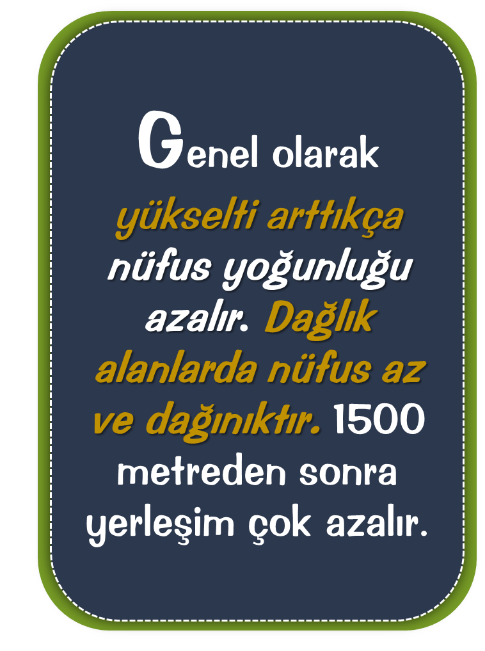 Genel olarak
yükselti arttıkça
nüfus yoğunluğu
azalır. Dağlık
alanlarda nüfus az
ve dağınıktır. 1500
metreden sonra
yerleşim çok azalır.